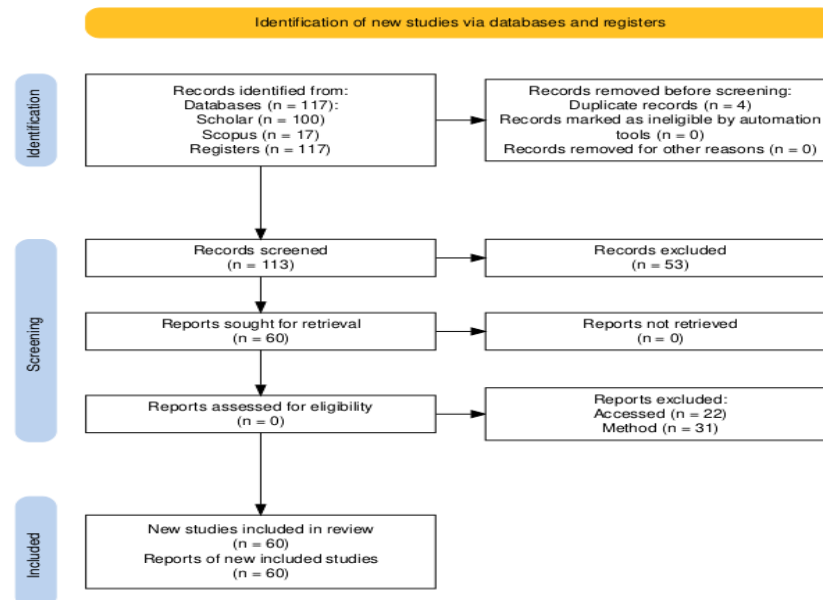 Identification of new studies via databases and registers
Identification
Records identified from:
Databases (n = 117):
Scholar (n = 100)
Scopus (n = 17)
Registers (n = 117)
Records removed before screening:
Duplicate records (n = 4)
Records marked as ineligible by automation
tools (n = 0)
Records removed for other reasons (n = 0)
Screening
Records screened
(n = 113)
Records excluded
(n = 53)
Reports sought for retrieval
(n = 60)
Reports not retrieved
(n = 0)
Reports assessed for eligibility
(n = 0)
Reports excluded:
Accessed (n = 22)
Method (n = 31)
Included
New studies included in review
(n = 60)
Reports of new included studies
(n = 60)